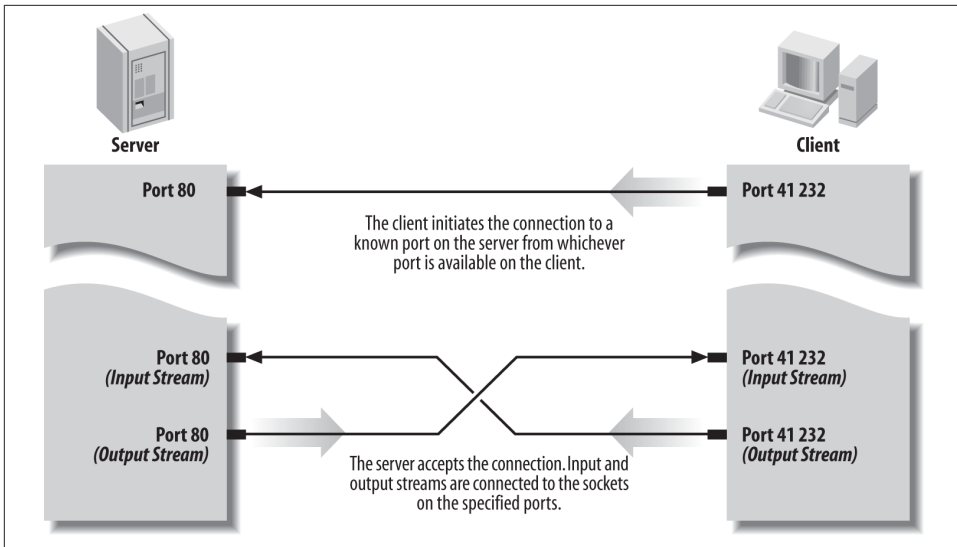 Server
Client
Port 80
Port 41 232
The client initiates the connection to a
known port on the server from whichever
port is available on the client.
Port 80
(Input Stream)
Port 41 232
(Input Stream)
Port 80
(Output Stream)
Port 41 232
(Output Stream)
The server accepts the connection. Input and
output streams are connected to the sockets
on the specified ports.